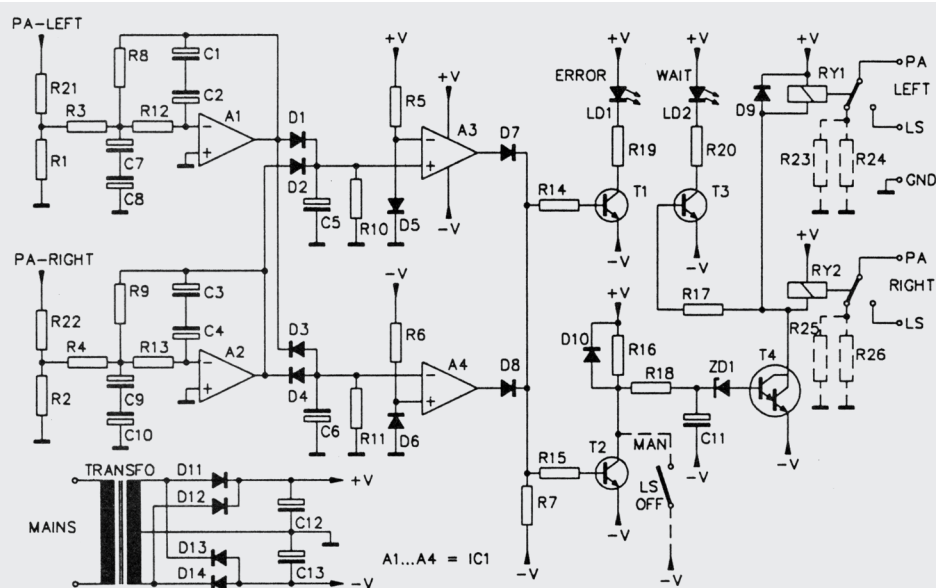 PA-LEFT
+V
+V
+V
+V
R8
C1
+V
RY1
PA
R21
R5
ERROR
WAIT
LEFT
R3
R12
C2
A1
D1
A3
D7
LD1
LD2
D9
LS
R1
C7
D2
R19
R20
R23
R24
C8
C5
R10
D5
-V
R14
T1
T3
GND
-V
-V
+V
PA-RIGHT
-V
RY2
PA
R9
C3
+V
R17
RIGHT
R22
C4
D3
R6
D10
R16
R25
LS
R4
R13
A2
A4
D8
R18
ZD1
T4
R26
R2
C9
D4
C10
C6
R11
D6
C11
TRANSFO
D11
+V
R15
T2
MAN
-V
-V
D12
LS
OFF
MAINS
C12
R7
D13
-V
D14
C13
-V
A1...A4 = IC1
-V
-V